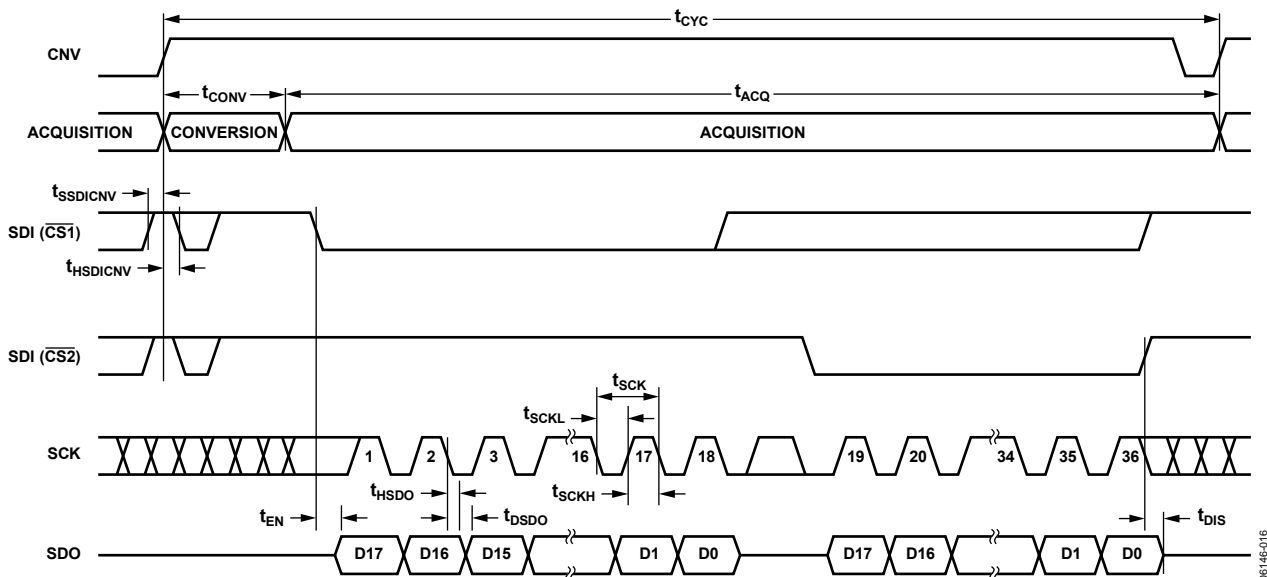 tCYC
CNV
tCONV
tACQ
ACQUISITION
CONVERSION
ACQUISITION
tSSDICNV
SDI (CS1)
tHSDICNV
SDI (CS2)
tSCK
tSCKL
SCK
1 2 3 16 17 18 19 20 34 35 36
tHSDO
tSCKH
tEN
tDSDO
tDIS
SDO
D17 D16 D15 D1 D0 D17 D16 D1 D0
06146-016